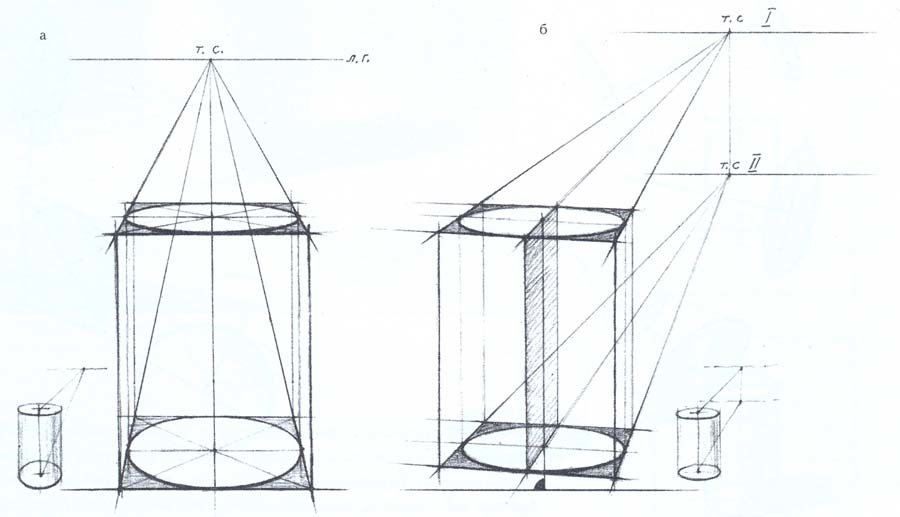 а
т. с.
л.г.
б
т. с I
т. с II